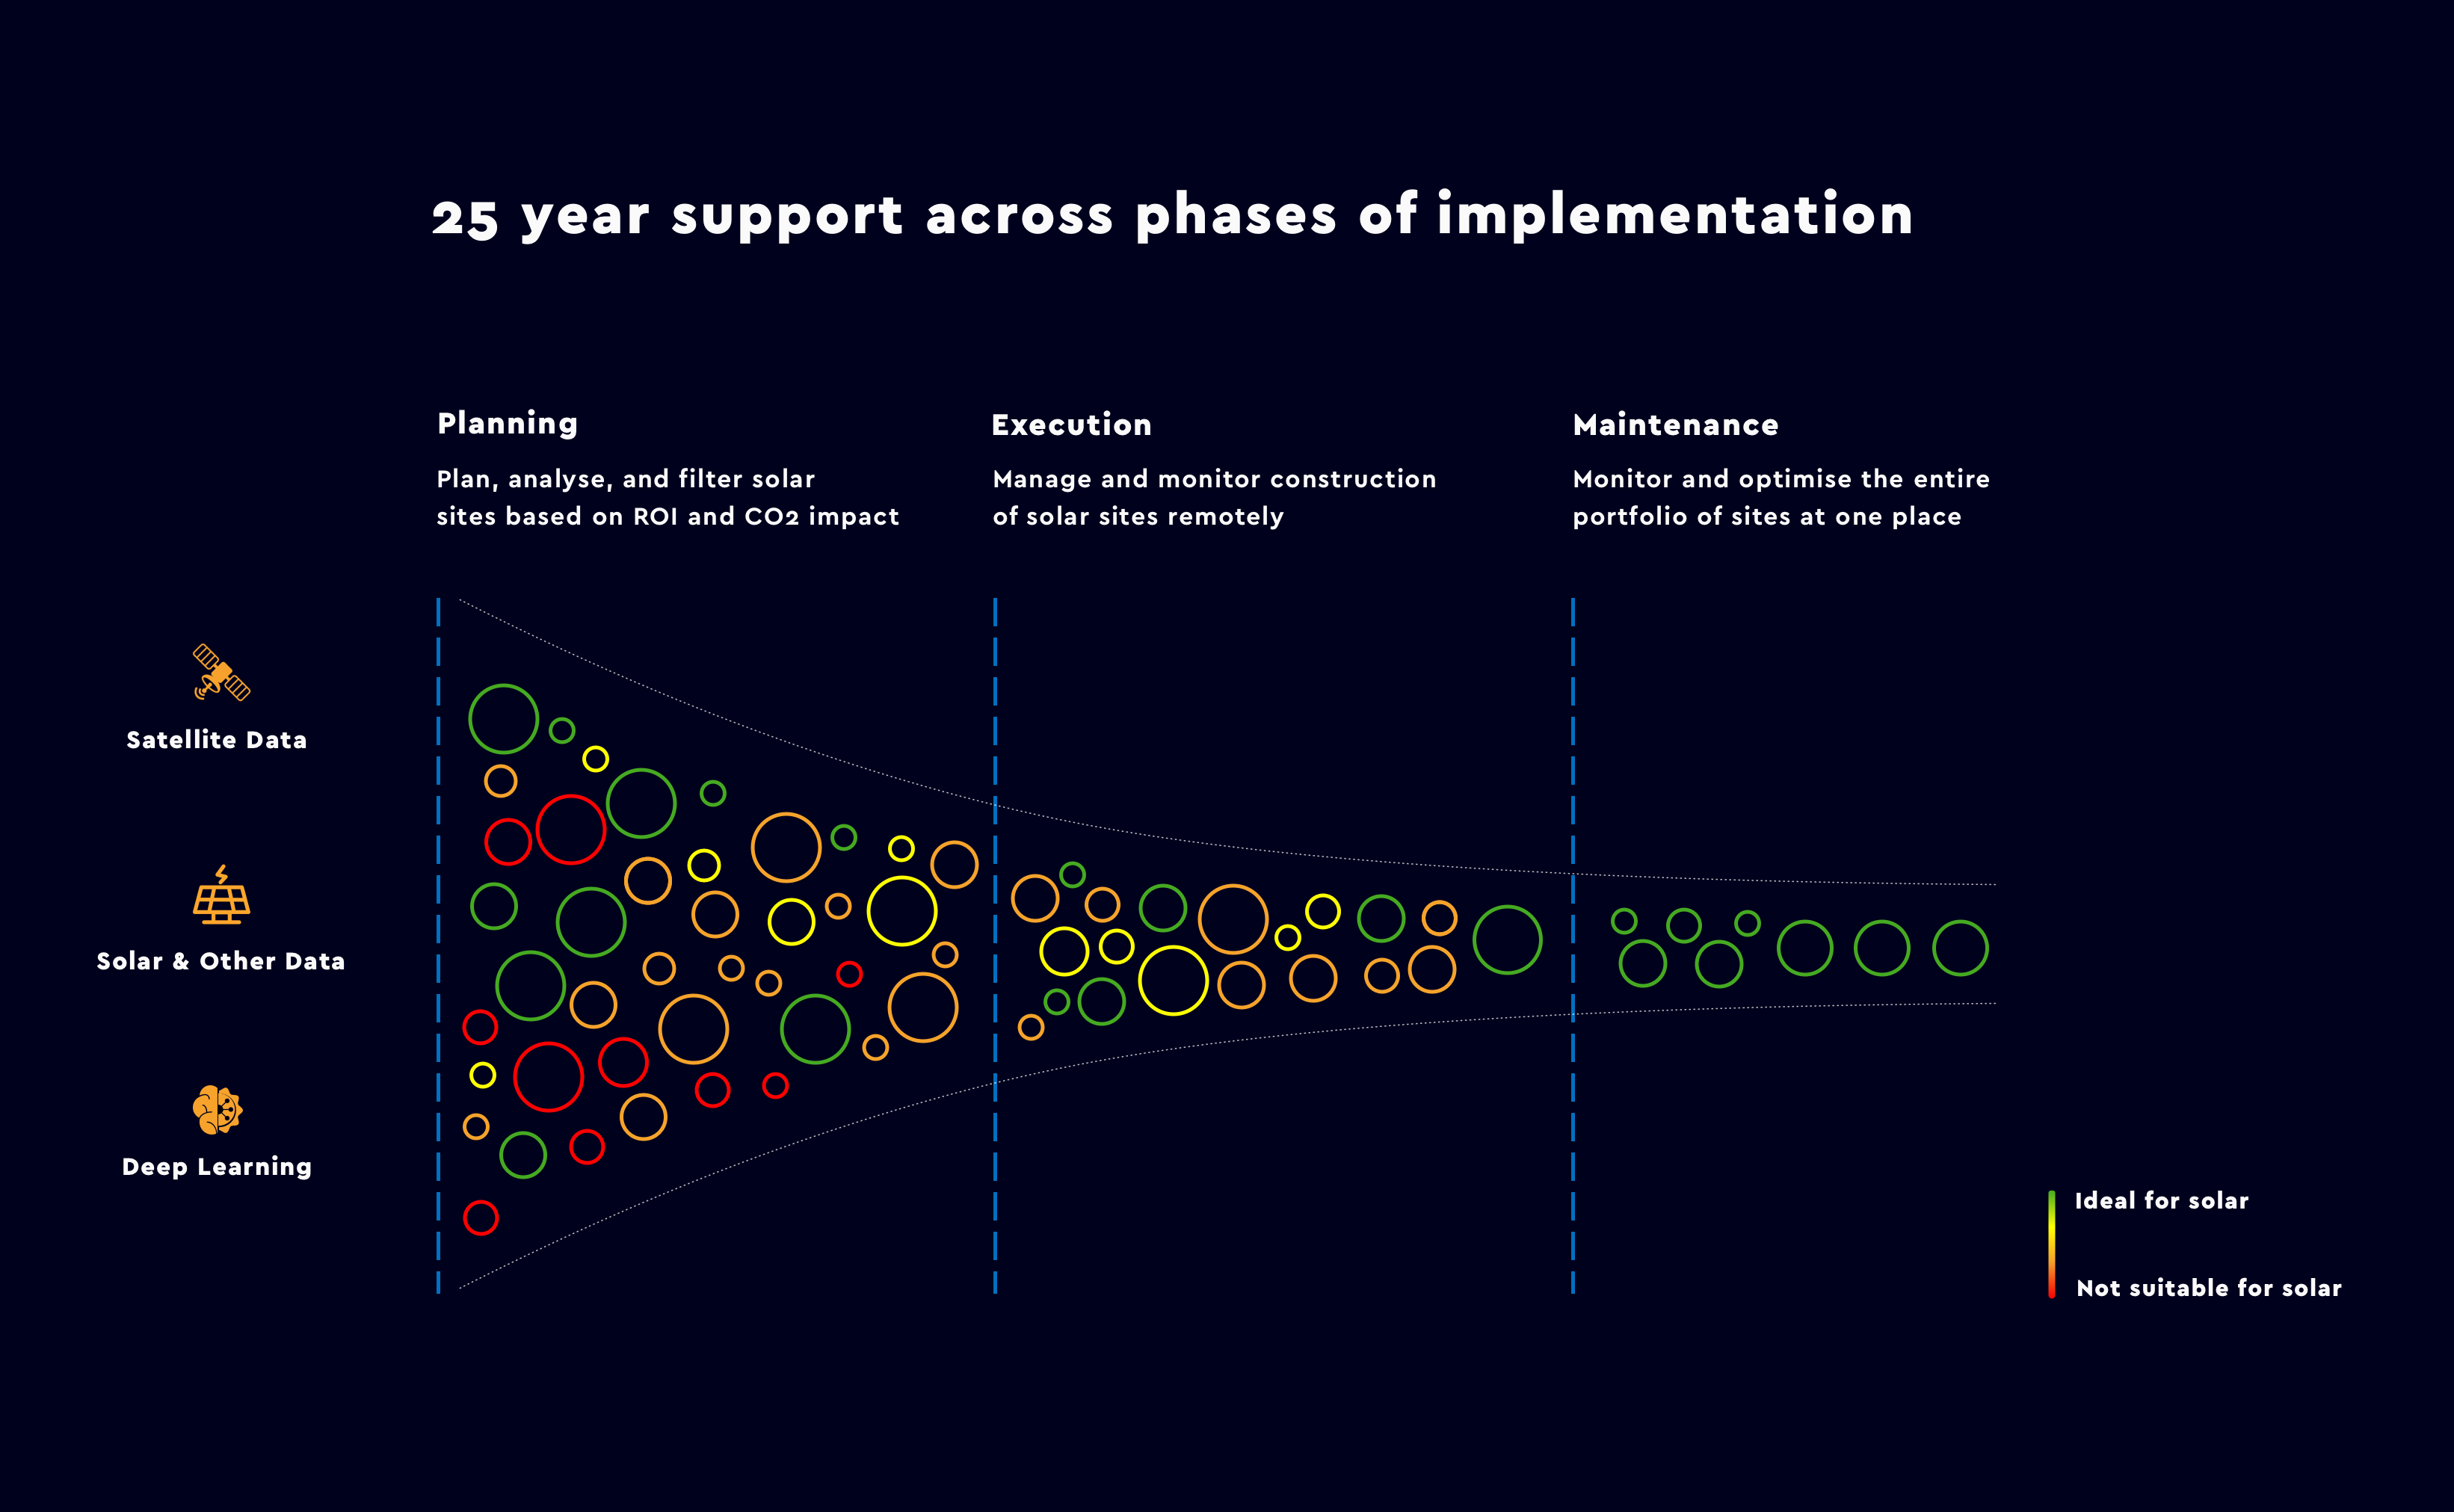 25 year support across phases of implementation
Planning
Plan, analyse, and filter solar
sites based on ROI and CO2 impact
Execution
Manage and monitor construction
of solar sites remotely
Maintenance
Monitor and optimise the entire
portfolio of sites at one place
Satellite Data
Solar & Other Data
Deep Learning
Ideal for solar
Not suitable for solar